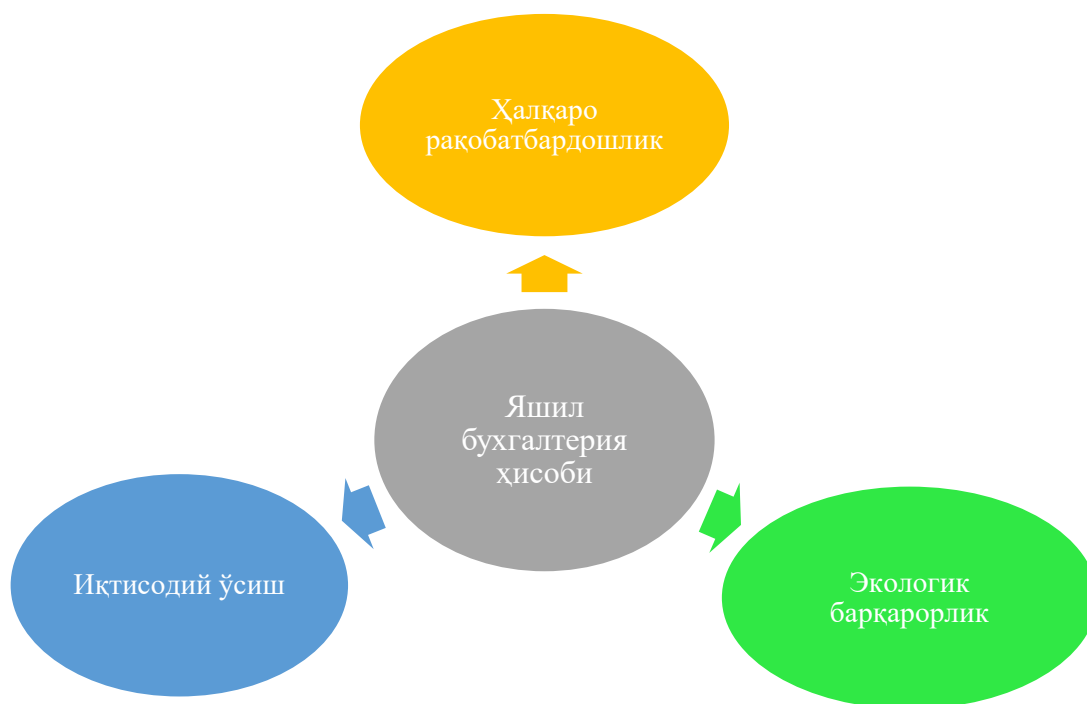 Ҳалқаро
рақобатбардошлик
Яшил
бухгалтерия
ҳисоби
Иқтисодий ўсиш
Экологик
барқарорлик